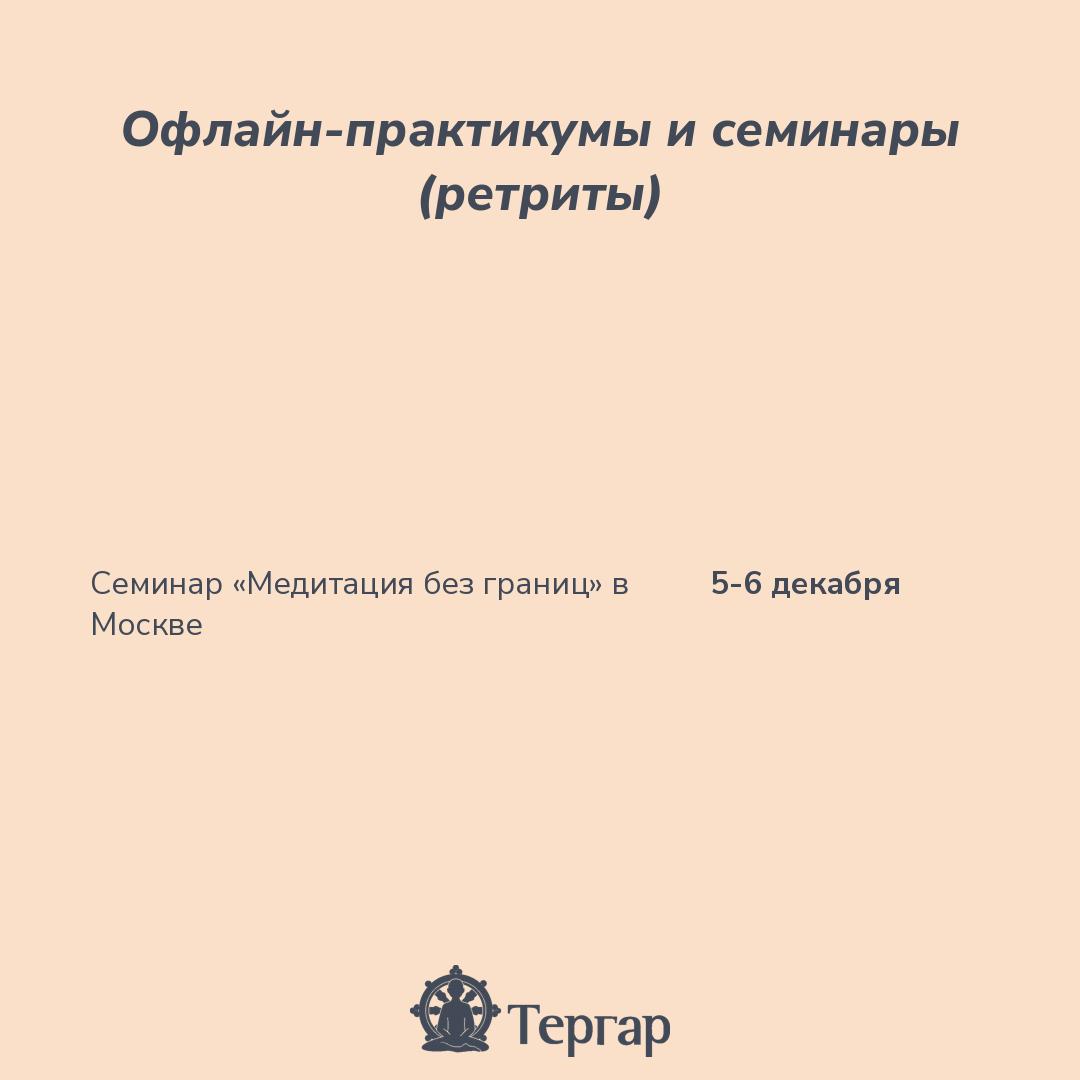 Офлайн-практикумы и семинары
(ретриты)
Семинар «Медитация без границ» в
Москве
5-6 декабря
Тергар